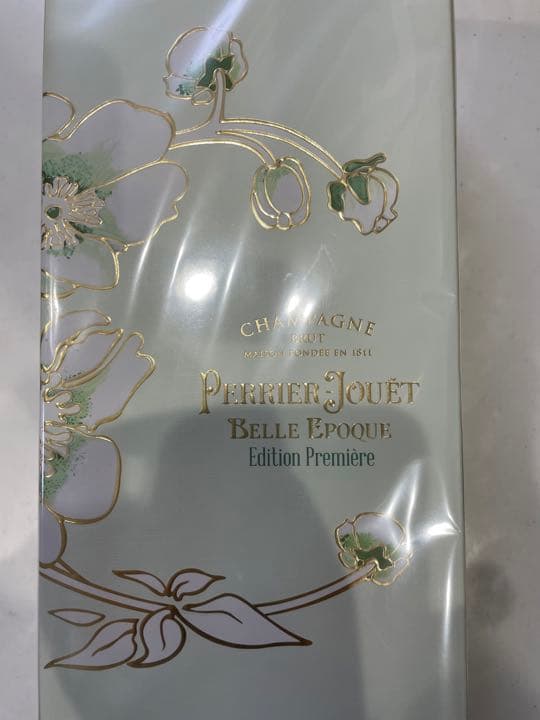 CHAMPAGNE
BRUT
MAISON FONDÉE EN 1811
PERRIER-JOUËT
BELLE EPOQUE
Edition Première